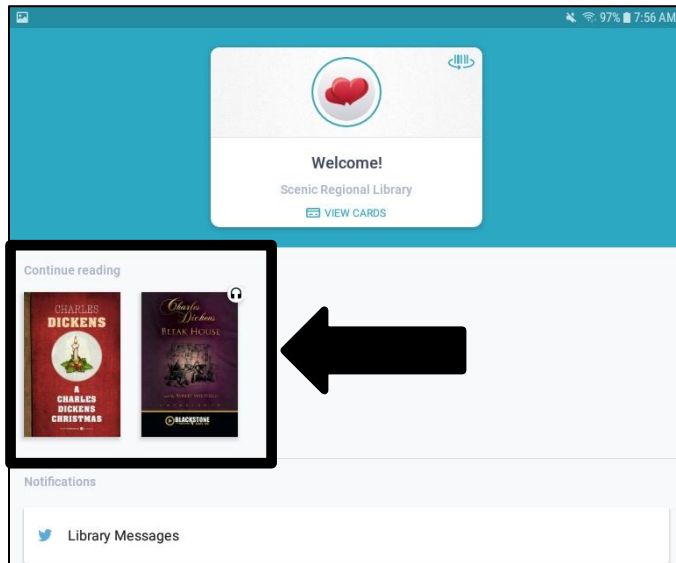 97% 7:56 AM
Welcome!
Scenic Regional Library
VIEW CARDS
Continue reading
CHARLES
DICKENS
A
CHARLES
DICKENS
CHRISTMAS
Charles
Dickens
BLEAK HOUSE
BLACKSTONE
Notifications
Library Messages